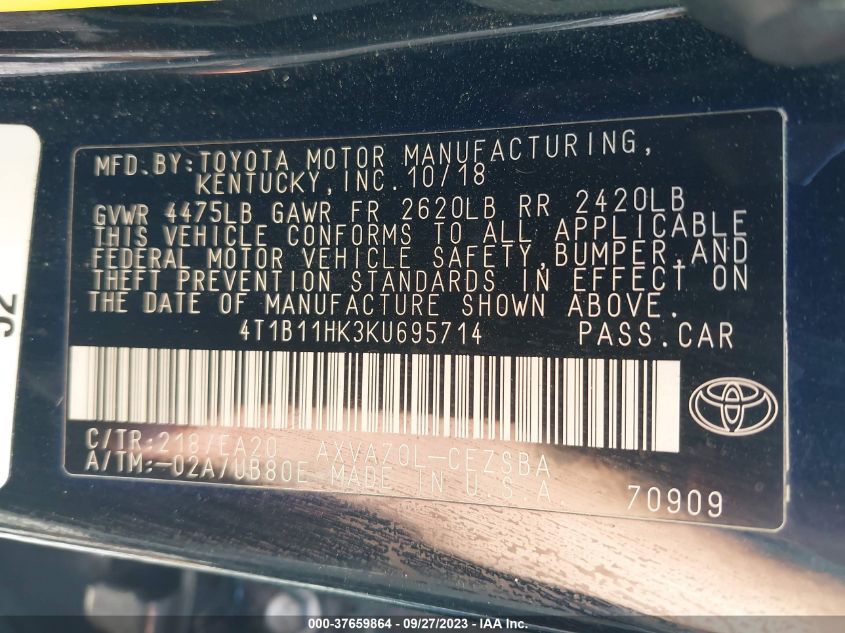 MFD.BY:TOYOTA MOTOR MANUFACTURING,
KENTUCKY,INC.10/18
GVWR 4475LB GAWR FR 2620LB RR 2420LB
THIS VEHICLE CONFORMS TO ALL APPLICABLE
FEDERAL MOTOR VEHICLE SAFETY,BUMPER,AND
THEFT PREVENTION STANDARDS IN EFFECT ON
THE DATE OF MANUFACTURE SHOWN ABOVE.
4T1B11HK3KU695714 PASS.CAR
C/TR:218/EA20 AXVA70L-CEZSBA
A/TM:-02A/UB80E MADE IN U.S.A.
70909
J2
000-37659864 - 09/27/2023 - IAA Inc.